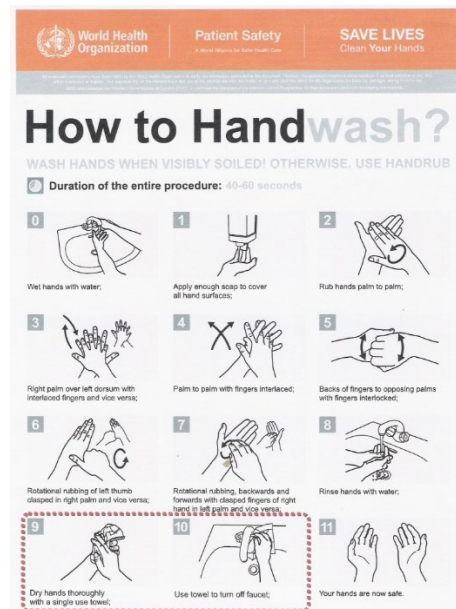 World Health
Organization
Patient Safety
A World Alliance for Safer Health Care
SAVE LIVES
Clean Your Hands
How to Handwash?
WASH HANDS WHEN VISIBLY SOILED! OTHERWISE, USE HANDRUB
Duration of the entire procedure: 40-60 seconds
0
1
2
Wet hands with water;
Apply enough soap to cover
all hand surfaces;
Rub hands palm to palm;
3
4
5
Right palm over left dorsum with
interlaced fingers and vice versa;
Palm to palm with fingers interlaced;
Backs of fingers to opposing palms
with fingers interlocked;
6
7
8
Rotational rubbing of left thumb
clasped in right palm and vice versa;
Rotational rubbing, backwards and
forwards with clasped fingers of right
hand in left palm and vice versa;
Rinse hands with water;
9
10
11
Dry hands thoroughly
with a single use towel;
Use towel to turn off faucet;
Your hands are now safe.